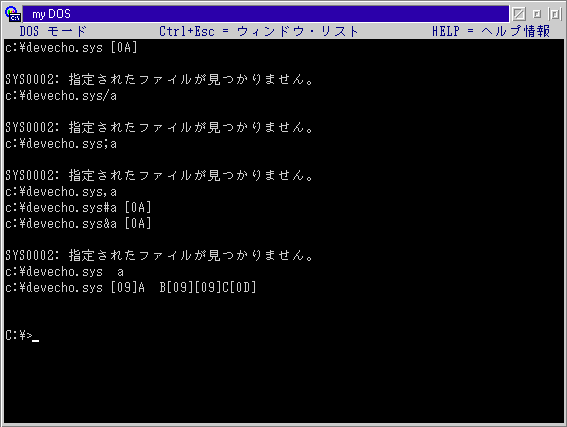 my DOS
DOS モード Ctrl+Esc = ウィンドウ・リスト HELP = ヘルプ情報
c:¥devecho.sys [0A]
SYS0002: 指定されたファイルが見つかりません。
c:¥devecho.sys/a
SYS0002: 指定されたファイルが見つかりません。
c:¥devecho.sys;a
SYS0002: 指定されたファイルが見つかりません。
c:¥devecho.sys,a
c:¥devecho.sys#a [0A]
c:¥devecho.sys&a [0A]
SYS0002: 指定されたファイルが見つかりません。
c:¥devecho.sys  a
c:¥devecho.sys [09]A  B[09][09]C[0D]
C:¥>_